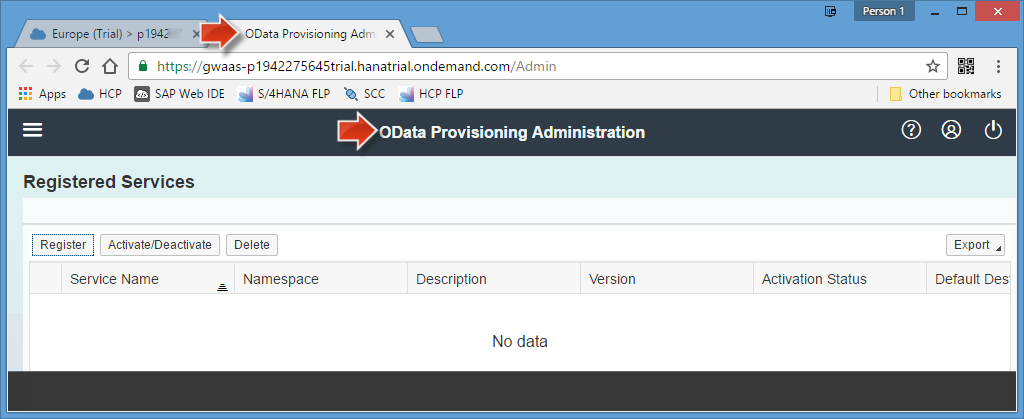 Person 1
Europe (Trial) > p1942
OData Provisioning Adm
https://gwaas-p1942275645trial.hanatrial.ondemand.com/Admin
Apps HCP SAP Web IDE S/4HANA FLP SCC HCP FLP Other bookmarks
OData Provisioning Administration
Registered Services
Register Activate/Deactivate Delete Export
Service Name Namespace Description Version Activation Status Default Des
No data